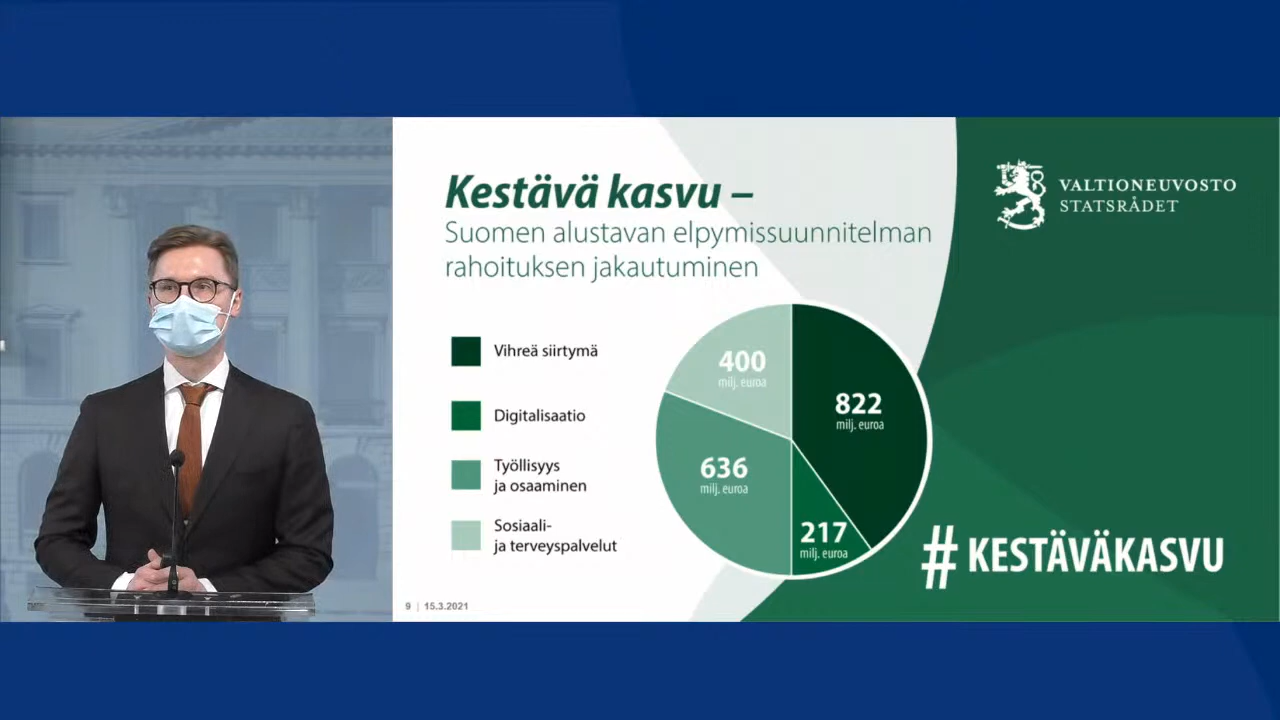 Kestävä kasvu –
Suomen alustavan elpymissuunnitelman
rahoituksen jakautuminen
VALTIONEUVOSTO
STATSRÅDET
Vihreä siirtymä
Digitalisaatio
Työllisyys
ja osaaminen
Sosiaali-
ja terveyspalvelut
400
milj. euroa
822
milj. euroa
636
milj. euroa
217
milj. euroa
#KESTÄVÄKASVU
9 | 15.3.2021